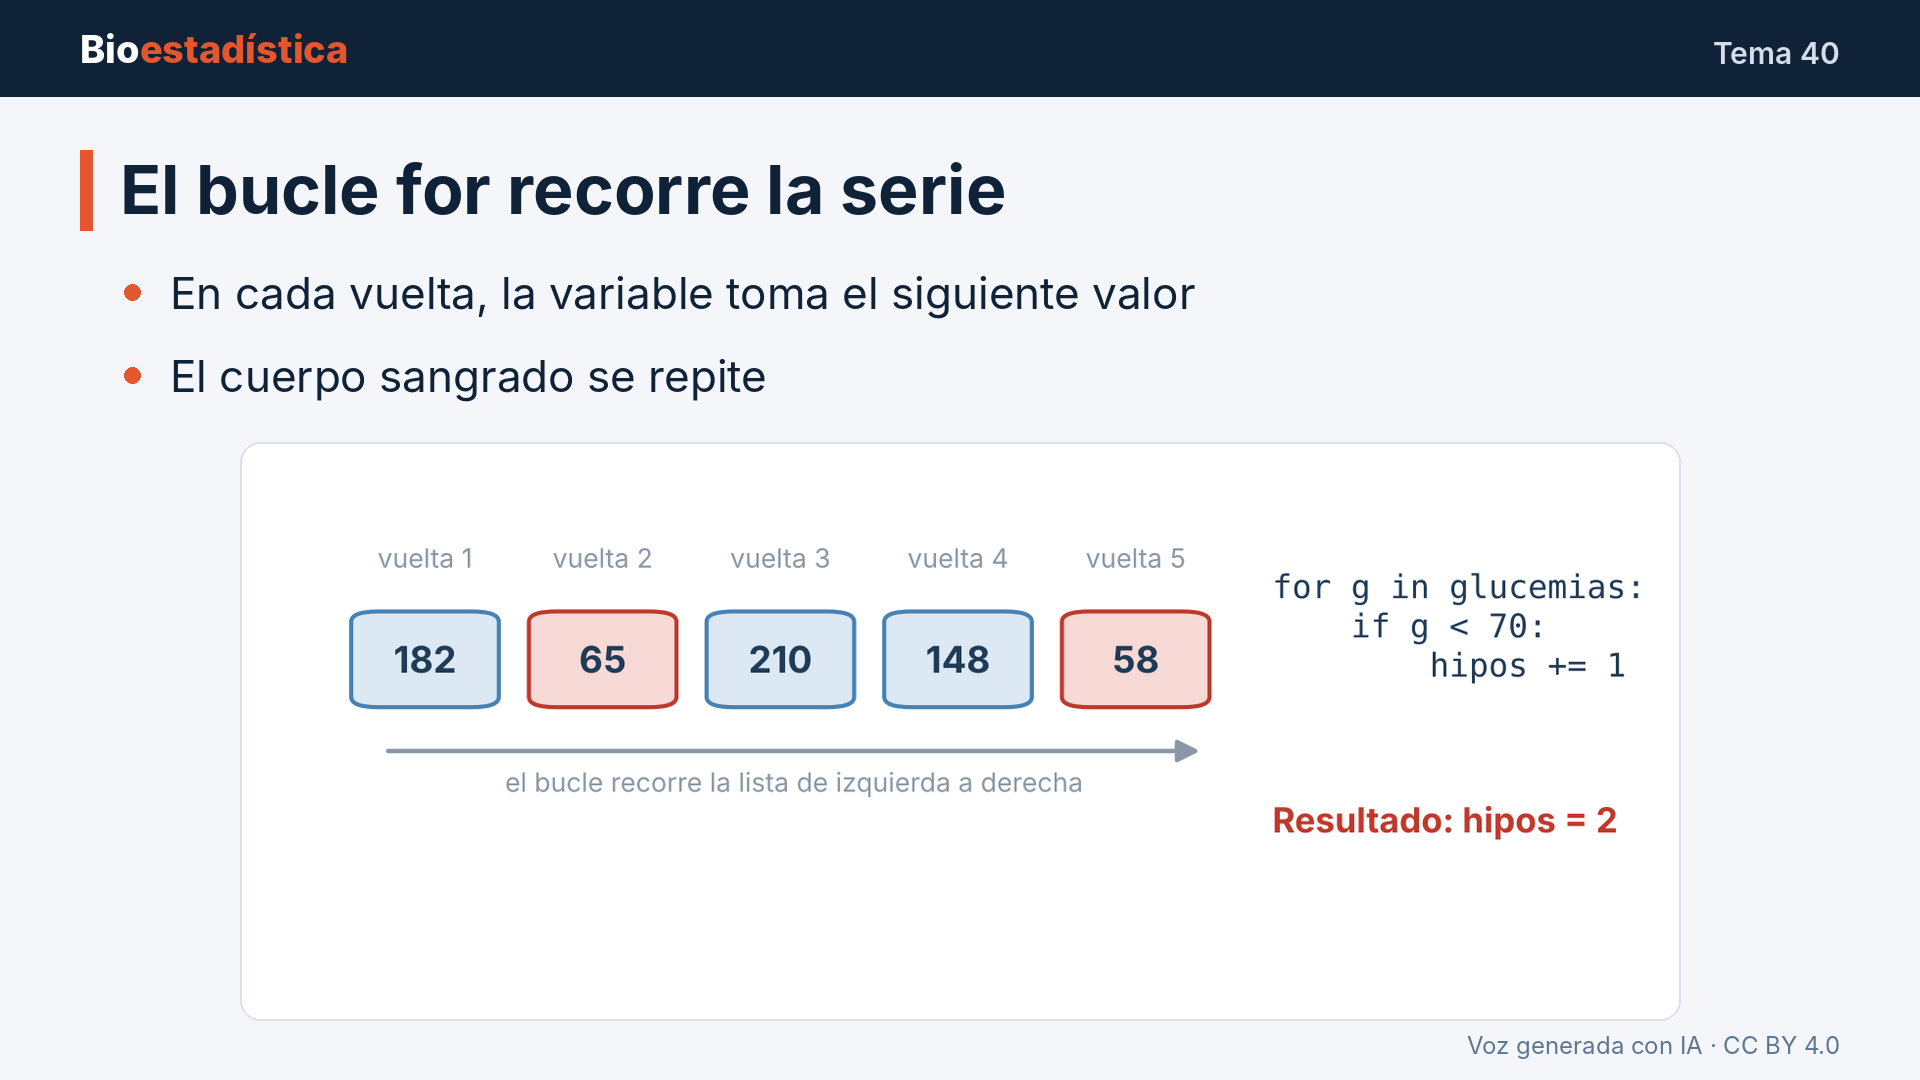 Bioestadística
Tema 40
El bucle for recorre la serie
En cada vuelta, la variable toma el siguiente valor
El cuerpo sangrado se repite
vuelta 1 vuelta 2 vuelta 3 vuelta 4 vuelta 5
182 65 210 148 58
el bucle recorre la lista de izquierda a derecha
for g in glucemias:
    if g < 70:
        hipos += 1
Resultado: hipos = 2
Voz generada con IA · CC BY 4.0